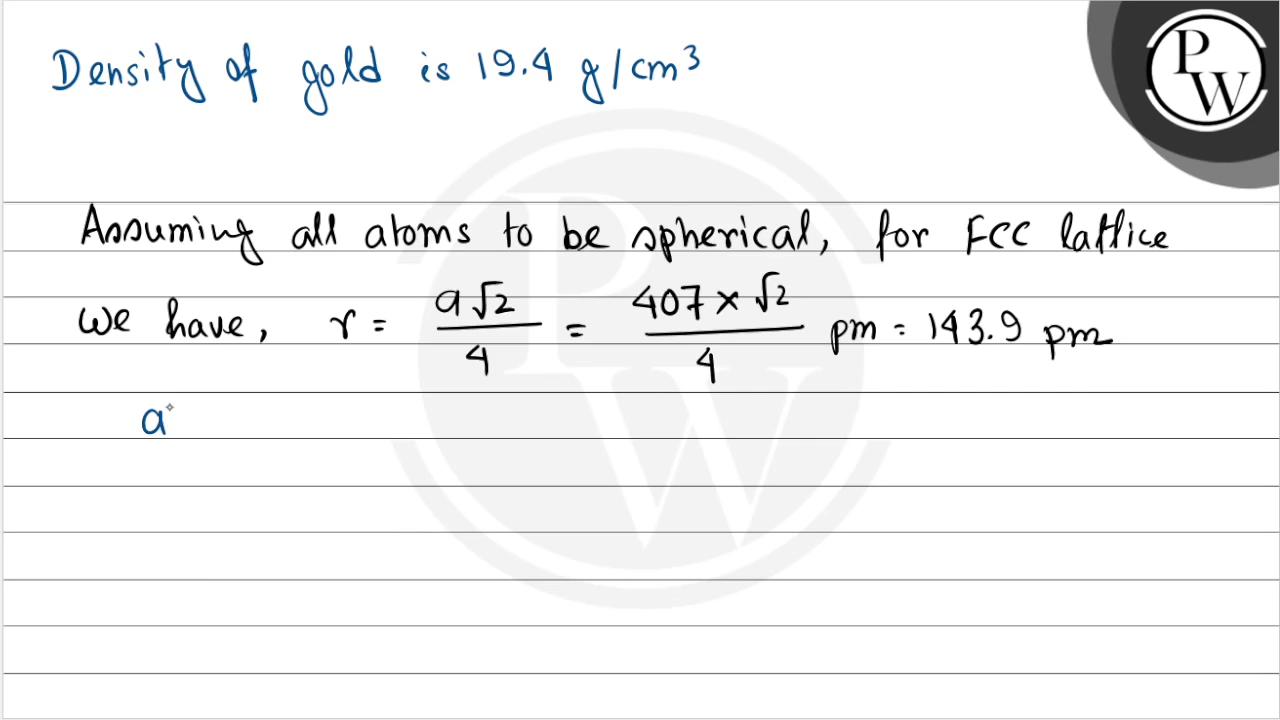 Density of gold is 19.4 g/cm³
PW
Assuming all atoms to be spherical, for FCC lattice
we have, r = a√2/4 = 407 × √2/4 pm = 143.9 pm
a